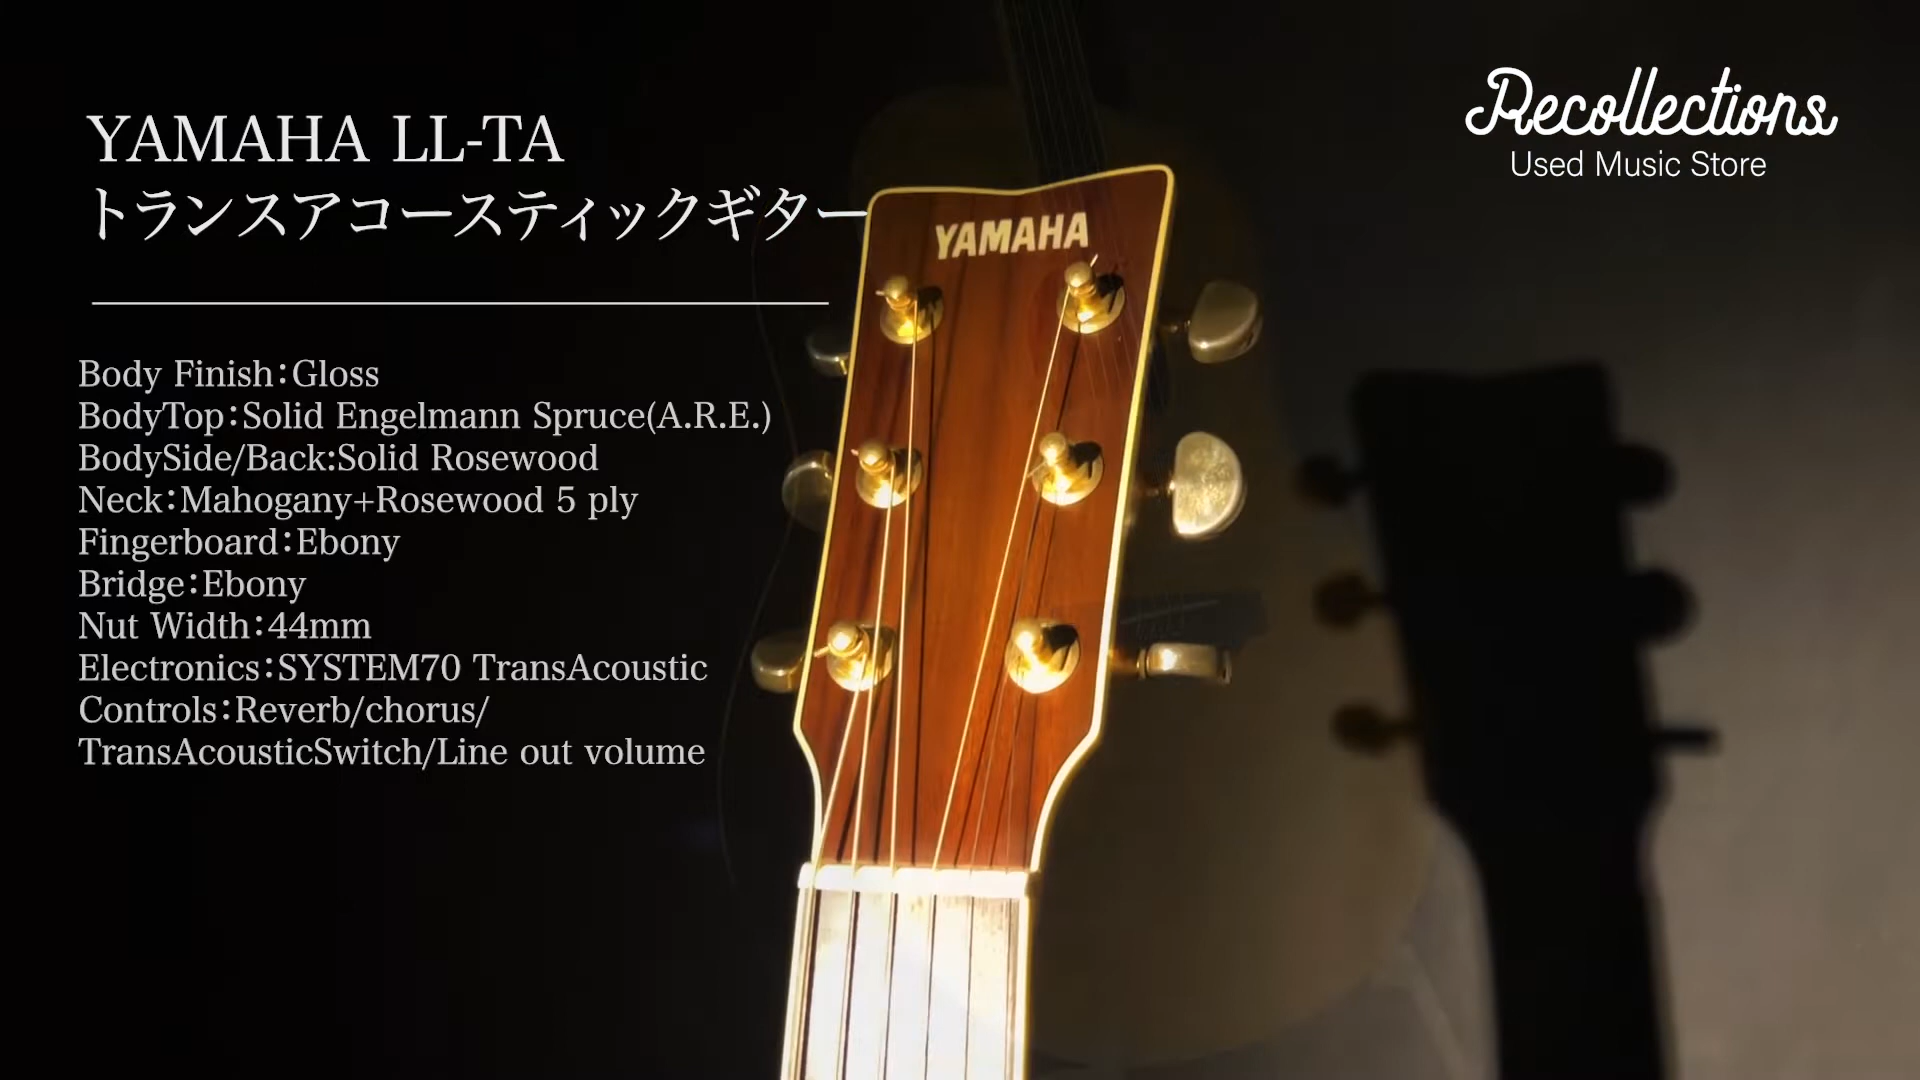 YAMAHA LL-TA
トランスアコースティックギター
Body Finish：Gloss
BodyTop：Solid Engelmann Spruce(A.R.E.)
BodySide/Back:Solid Rosewood
Neck：Mahogany+Rosewood 5 ply
Fingerboard：Ebony
Bridge：Ebony
Nut Width：44mm
Electronics：SYSTEM70 TransAcoustic
Controls：Reverb/chorus/
TransAcousticSwitch/Line out volume
YAMAHA
Recollections
Used Music Store